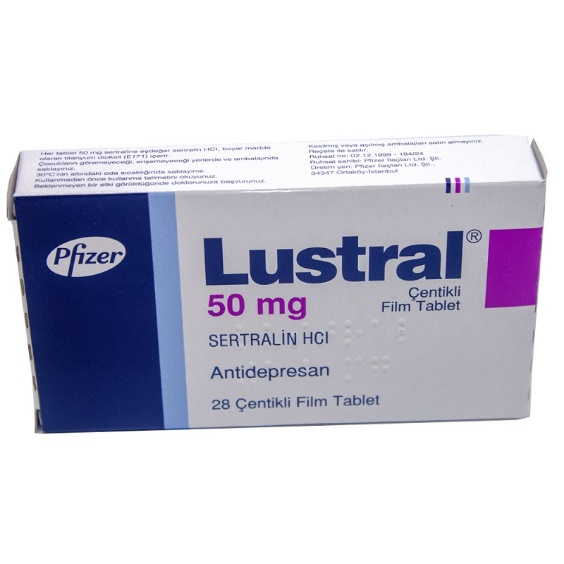 Her tablet 50 mg sertraline eşdeğer sertralin HCl, boyar madde
olarak titanyum dioksit (E171) içerir.
Çocukların göremeyeceği, erişemeyeceği yerlerde ve ambalajında
saklayınız.
30°C'nin altındaki oda sıcaklığında saklayınız.
Kullanmadan önce kullanma talimatını okuyunuz.
Beklenmeyen bir etki görüldüğünde doktorunuza başvurunuz.
Kesilmiş veya açılmış ambalajları satın almayınız.
Reçete ile satılır.
Ruhsat no: 02.12.1999 - 194/94
Ruhsat sahibi: Pfizer İlaçları Ltd. Şti.
Üretim yeri: Pfizer İlaçları Ltd. Şti.
34347 Ortaköy-İstanbul
Pfizer
Lustral®
50 mg
Çentikli
Film Tablet
SERTRALİN HCl
Antidepresan
28 Çentikli Film Tablet